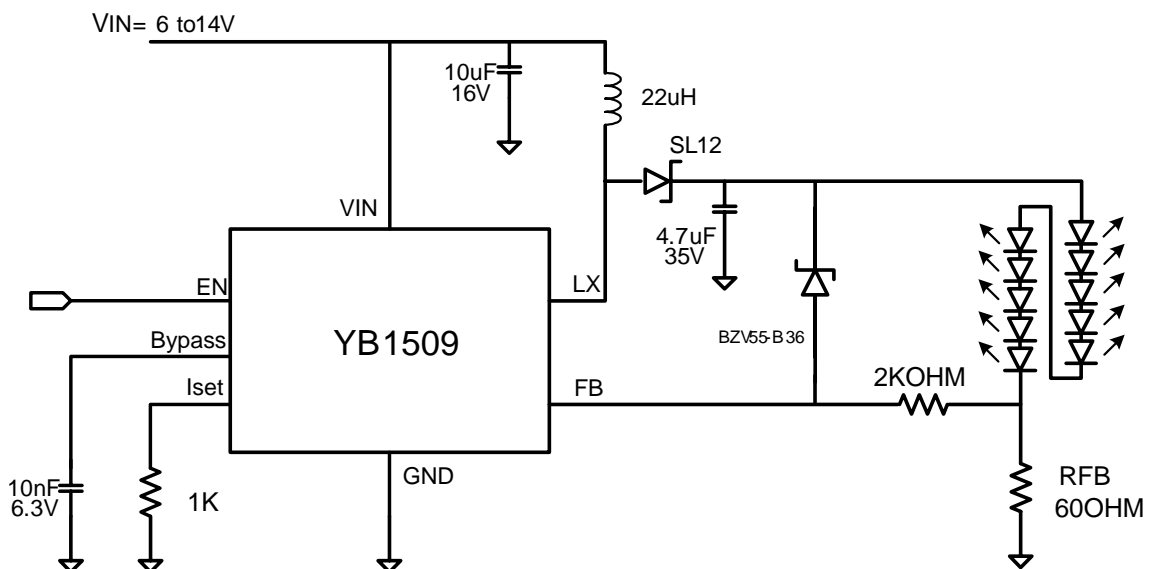 VIN= 6 to14V
10uF
16V
22uH
SL12
VIN
4.7uF
35V
EN
LX
Bypass
YB1509
BZV55-B36
Iset
FB
2KOHM
GND
10nF
6.3V
1K
RFB
60OHM